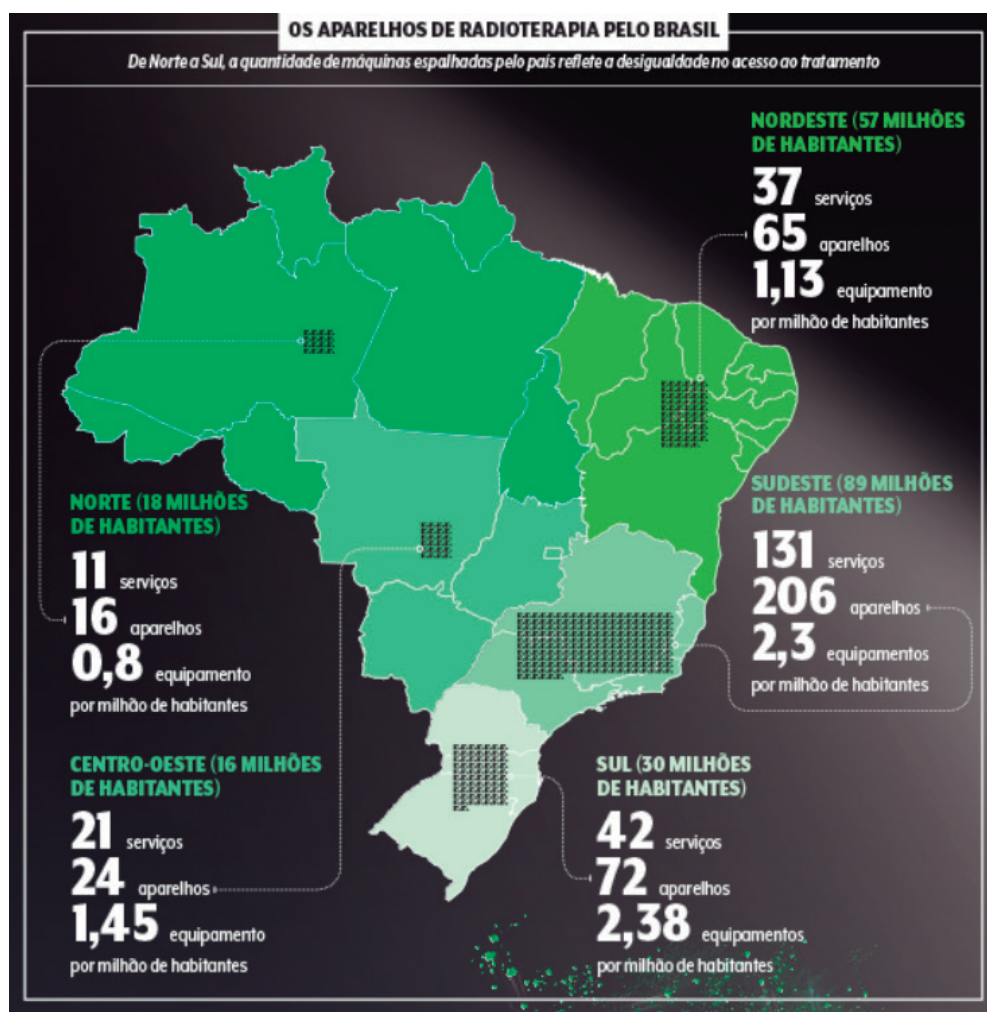 OS APARELHOS DE RADIOTERAPIA PELO BRASIL
De Norte a Sul, a quantidade de máquinas espalhadas pelo país reflete a desigualdade no acesso ao tratamento
NORDESTE (57 MILHÕES
DE HABITANTES)
37 serviços
65 aparelhos
1,13 equipamento
por milhão de habitantes
NORTE (18 MILHÕES
DE HABITANTES)
11 serviços
16 aparelhos
0,8 equipamento
por milhão de habitantes
SUDESTE (89 MILHÕES
DE HABITANTES)
131 serviços
206 aparelhos
2,3 equipamentos
por milhão de habitantes
CENTRO-OESTE (16 MILHÕES
DE HABITANTES)
21 serviços
24 aparelhos
1,45 equipamento
por milhão de habitantes
SUL (30 MILHÕES
DE HABITANTES)
42 serviços
72 aparelhos
2,38 equipamentos
por milhão de habitantes